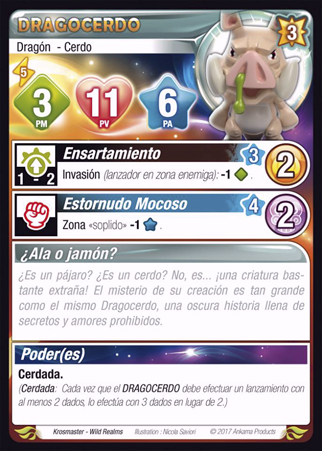 DRAGOCERDO
3
Dragón - Cerdo
5
3
PM
11
PV
6
PA
Ensartamiento
3
2
1 - 2
Invasión (lanzador en zona enemiga): -1 .
Estornudo Mocoso
4
2
Zona «soplido» -1 .
¿Ala o jamón?
¿Es un pájaro? ¿Es un cerdo? No, es... ¡una criatura bas-
tante extraña! El misterio de su creación es tan grande
como el mismo Dragocerdo, una oscura historia llena de
secretos y amores prohibidos.
Poder(es)
Cerdada.
(Cerdada: Cada vez que el DRAGOCERDO debe efectuar un lanzamiento con
al menos 2 dados, lo efectúa con 3 dados en lugar de 2.)
Krosmaster - Wild Realms Illustration : Nicola Saviori © 2017 Ankama Products